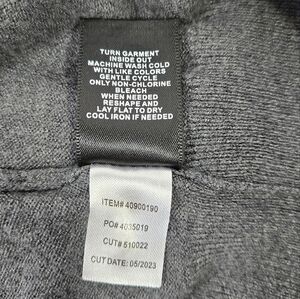 TURN GARMENT
INSIDE OUT
MACHINE WASH COLD
WITH LIKE COLORS
GENTLE CYCLE
ONLY NON-CHLORINE
BLEACH
WHEN NEEDED
RESHAPE AND
LAY FLAT TO DRY
COOL IRON IF NEEDED
ITEM# 40900190
PO# 4035019
CUT# 510022
CUT DATE: 05/2023